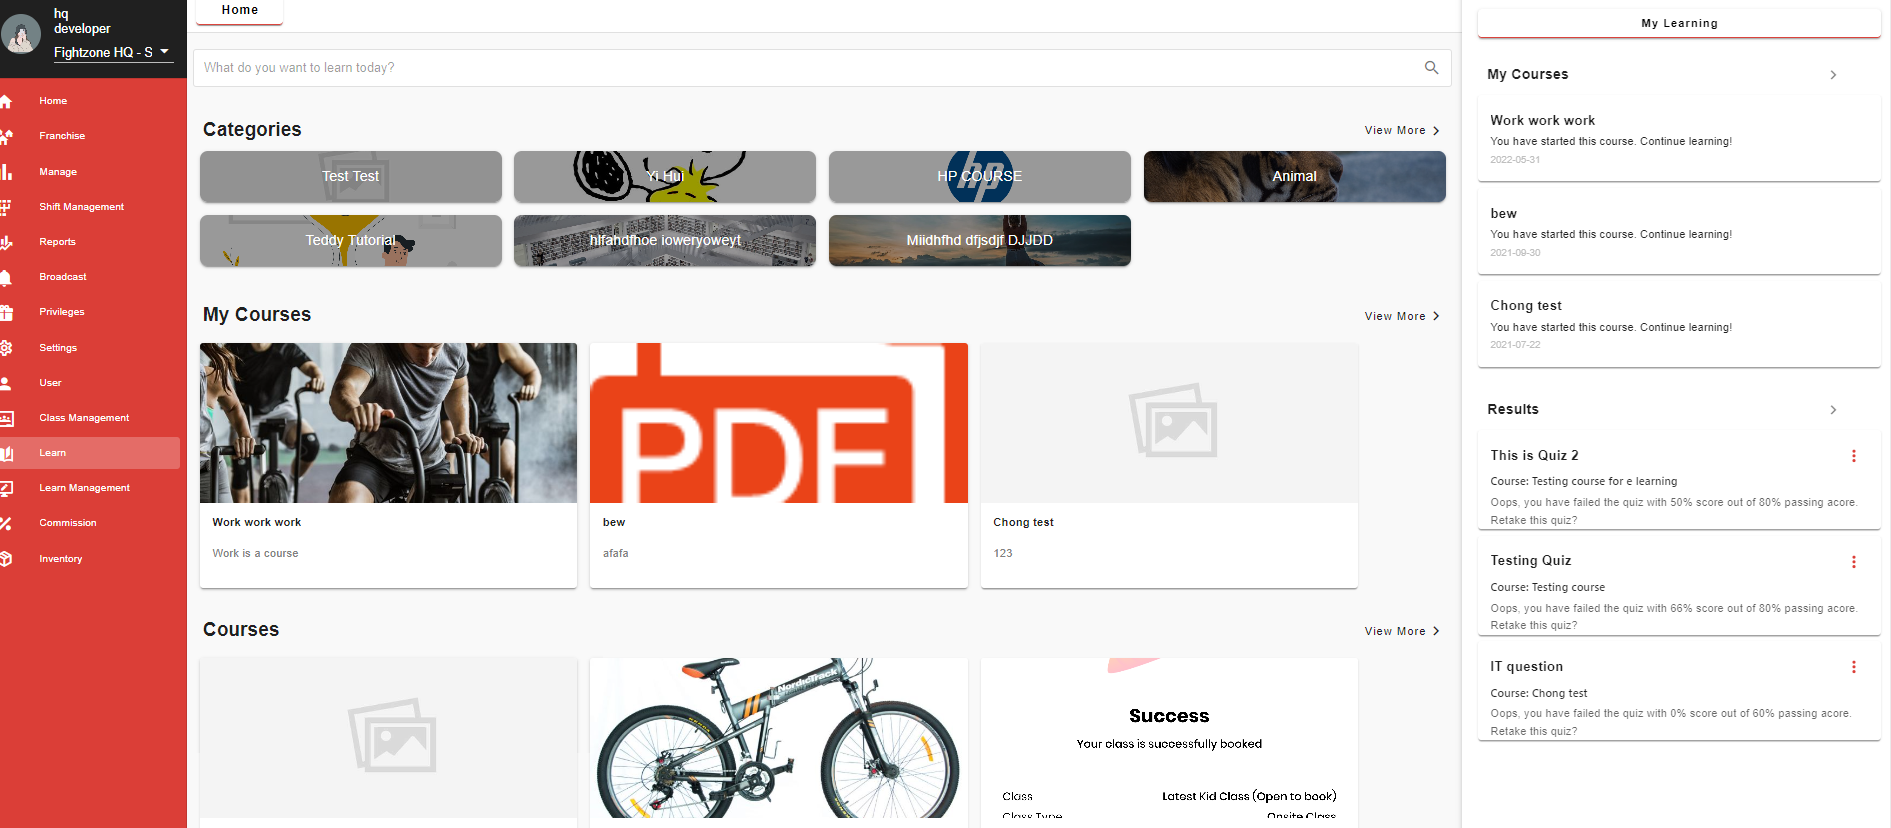 hq
developer
Fightzone HQ - S
Home
Franchise
Manage
Shift Management
Reports
Broadcast
Privileges
Settings
User
Class Management
Learn
Learn Management
Commission
Inventory
Home
What do you want to learn today?
Categories
View More
Test Test
Yi Hui
HP COURSE
hp
Animal
Teddy Tutorial
hlfahdfhoe ioweryoweyt
Miidhfhd dfjsdjf DJJDD
My Courses
View More
PDF
Work work work
Work is a course
bew
afafa
Chong test
123
Courses
View More
NordicTrack
Success
Your class is successfully booked
Class
Latest Kid Class (Open to book)
Class Type
Onsite Class
My Learning
My Courses
Work work work
You have started this course. Continue learning!
2022-05-31
bew
You have started this course. Continue learning!
2021-09-30
Chong test
You have started this course. Continue learning!
2021-07-22
Results
This is Quiz 2
Course: Testing course for e learning
Oops, you have failed the quiz with 50% score out of 80% passing acore.
Retake this quiz?
Testing Quiz
Course: Testing course
Oops, you have failed the quiz with 66% score out of 80% passing acore.
Retake this quiz?
IT question
Course: Chong test
Oops, you have failed the quiz with 0% score out of 60% passing acore.
Retake this quiz?